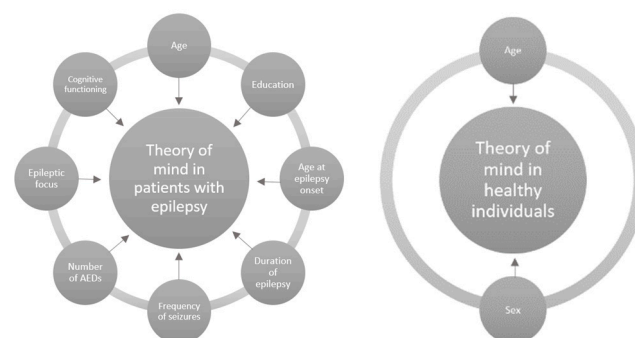 Age
Education
Age at
epilepsy
onset
Duration of
epilepsy
Frequency
of seizures
Number
of AEDs
Epileptic
focus
Cognitive
functioning
Theory of
mind in
patients with
epilepsy
Age
Theory of
mind in
healthy
individuals
Sex